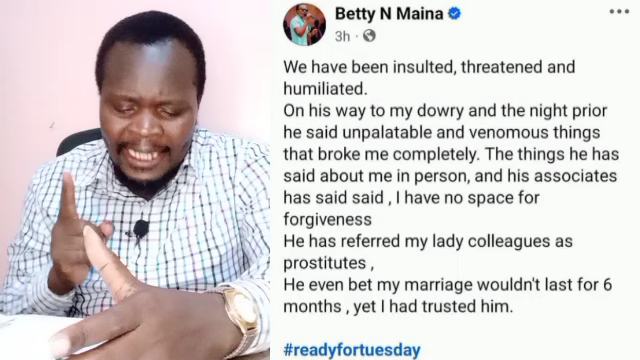 Betty N Maina
3h
We have been insulted, threatened and
humiliated.
On his way to my dowry and the night prior
he said unpalatable and venomous things
that broke me completely. The things he has
said about me in person, and his associates
has said said , I have no space for
forgiveness
He has referred my lady colleagues as
prostitutes ,
He even bet my marriage wouldn't last for 6
months , yet I had trusted him.
#readyfortuesday